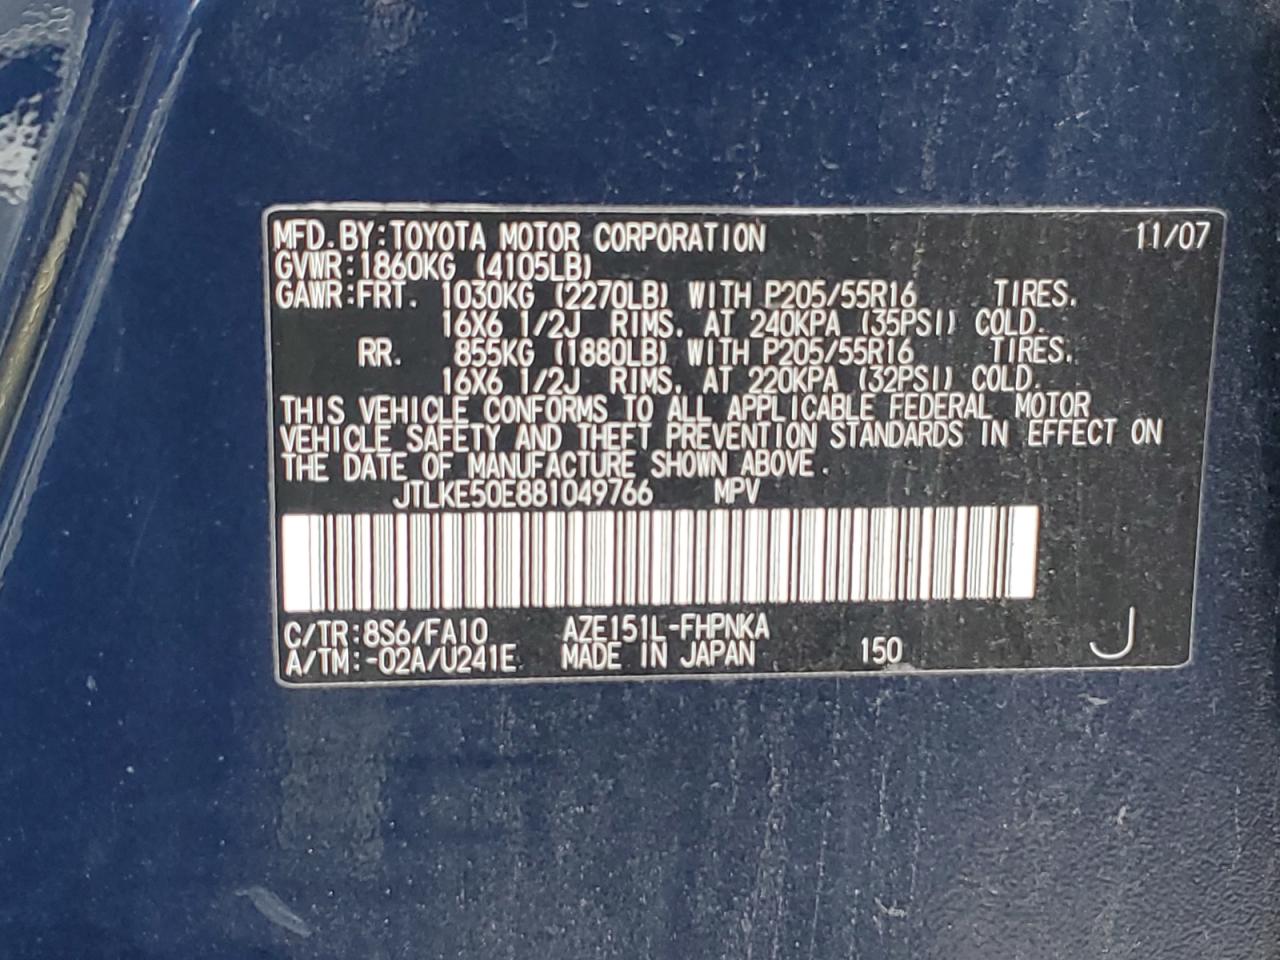 MFD.BY:TOYOTA MOTOR CORPORATION 11/07
GVWR:1860KG (4105LB)
GAWR:FRT. 1030KG (2270LB) WITH P205/55R16 TIRES.
16X6 1/2J RIMS. AT 240KPA (35PSI) COLD.
RR. 855KG (1880LB) WITH P205/55R16 TIRES.
16X6 1/2J RIMS. AT 220KPA (32PSI) COLD.
THIS VEHICLE CONFORMS TO ALL APPLICABLE FEDERAL MOTOR
VEHICLE SAFETY AND THEFT PREVENTION STANDARDS IN EFFECT ON
THE DATE OF MANUFACTURE SHOWN ABOVE.
JTLKE50E881049766 MPV
C/TR:8S6/FA10 AZE151L-FHPNKA
A/TM:-02A/U241E MADE IN JAPAN 150 J